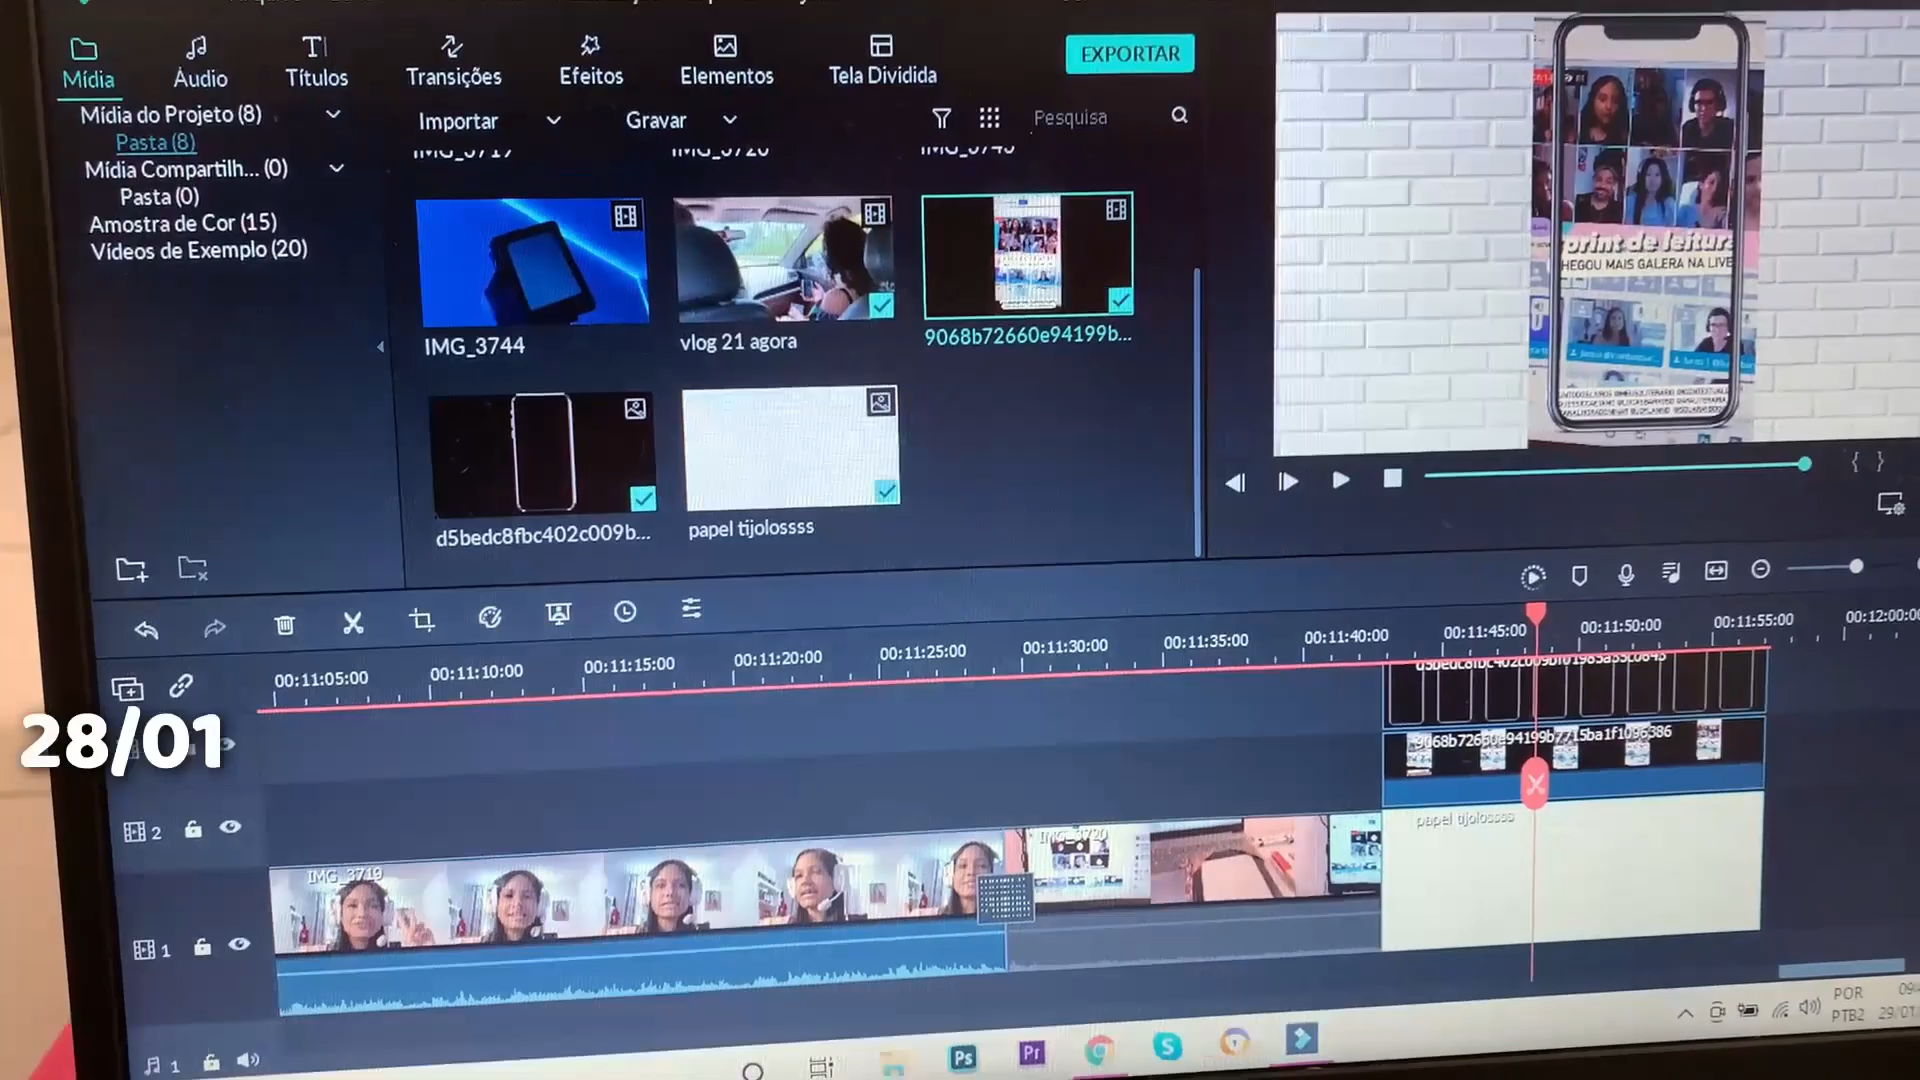 Mídia
Áudio
Títulos
Transições
Efeitos
Elementos
Tela Dividida
EXPORTAR
Mídia do Projeto (8)
Pasta (8)
Mídia Compartilh... (0)
Pasta (0)
Amostra de Cor (15)
Vídeos de Exemplo (20)
Importar
Gravar
Pesquisa
IMG_3719
IMG_3720
IMG_3743
IMG_3744
vlog 21 agora
9068b72660e94199b...
d5bedc8fbc402c009b...
papel tijolossss
print de leitura
CHEGOU MAIS GALERA NA LIVE
00:11:05:00
00:11:10:00
00:11:15:00
00:11:20:00
00:11:25:00
00:11:30:00
00:11:35:00
00:11:40:00
00:11:45:00
00:11:50:00
00:11:55:00
00:12:00:00
28/01
9068b72660e94199b7715ba1f1096386
papel tijolossss
2
IMG_3719
IMG_3720
1
1
Ps
Pr
S
POR
PTB2
09:
29/01